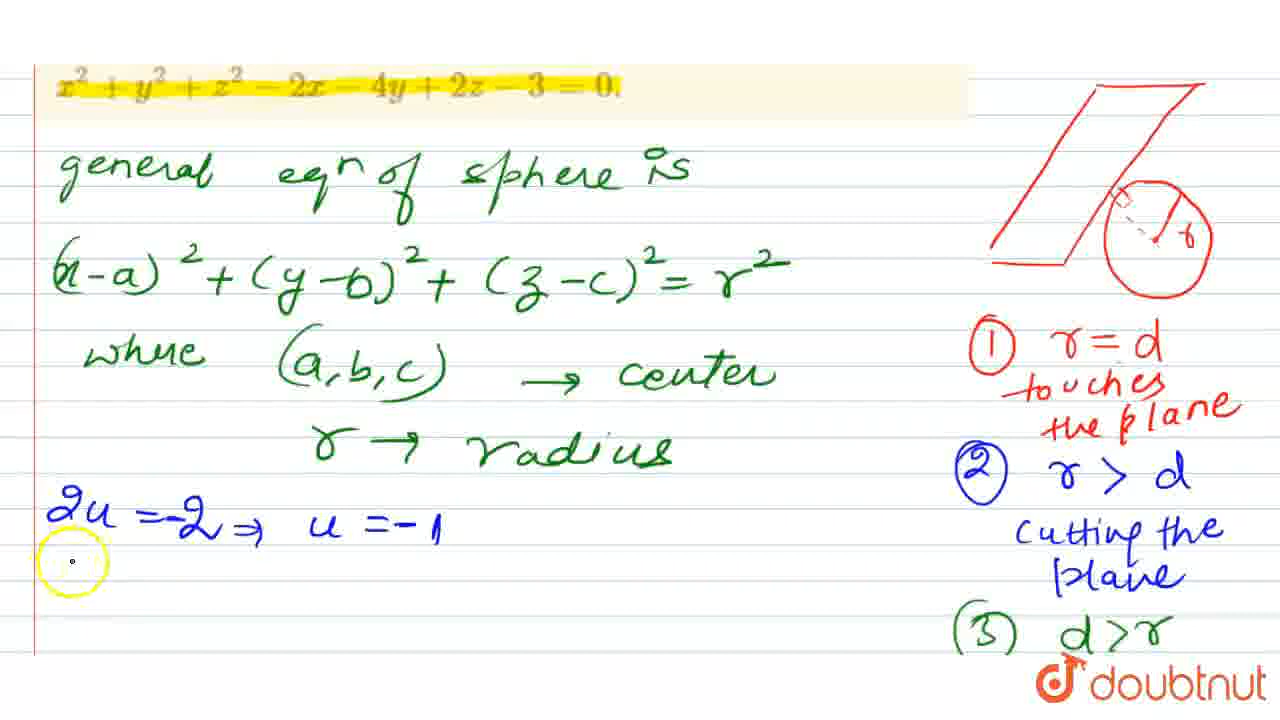 x² + y² + z² − 2x − 4y + 2z − 3 = 0.
general eqⁿ of sphere is
(x-a)² + (y-b)² + (z-c)² = r²
where (a, b, c) → center
r → radius
2u = -2 ⇒ u = -1
r
① r = d
touches
the plane
② r > d
cutting the
plane
③ d > r
doubtnut